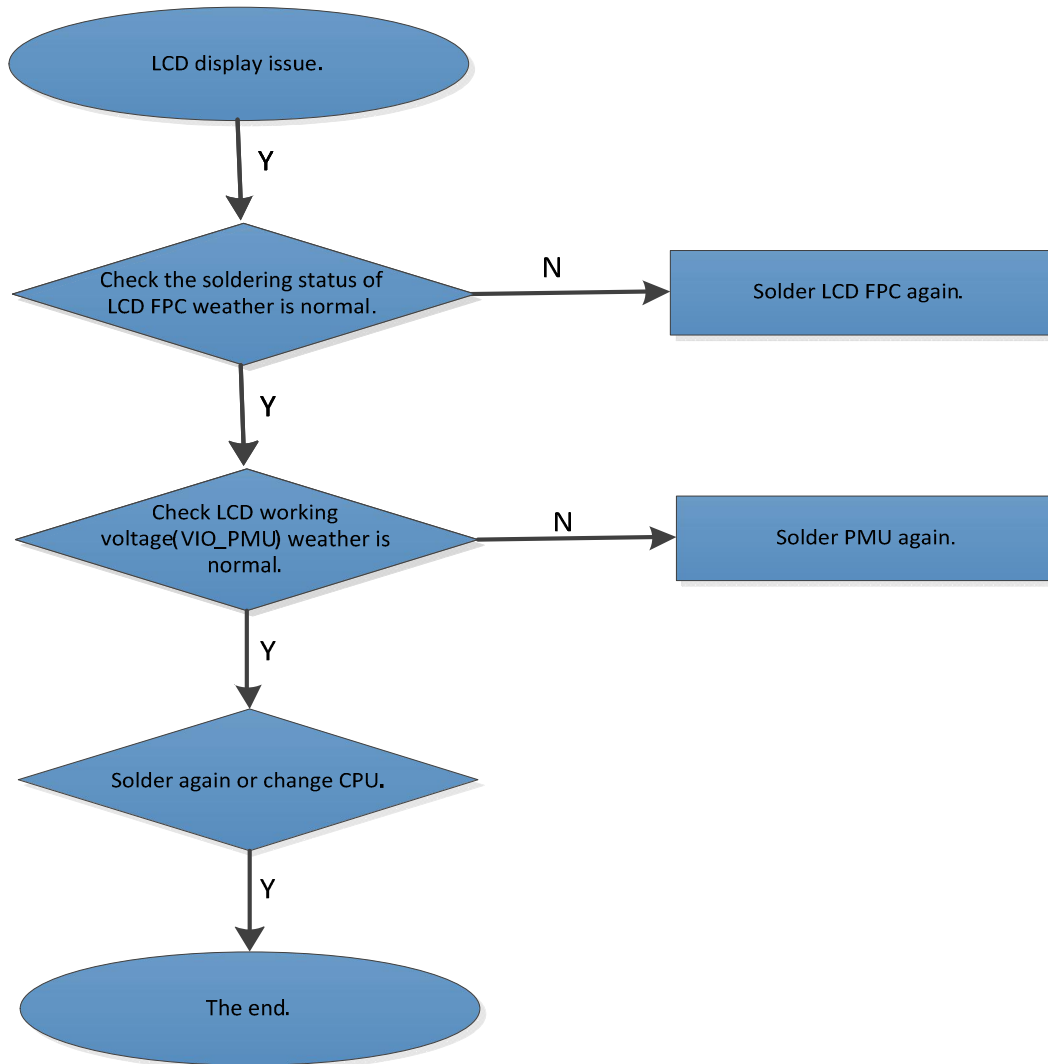 LCD display issue.
Y
Check the soldering status of
LCD FPC weather is normal.
N
Solder LCD FPC again.
Y
Check LCD working
voltage(VIO_PMU) weather is
normal.
N
Solder PMU again.
Y
Solder again or change CPU.
Y
The end.